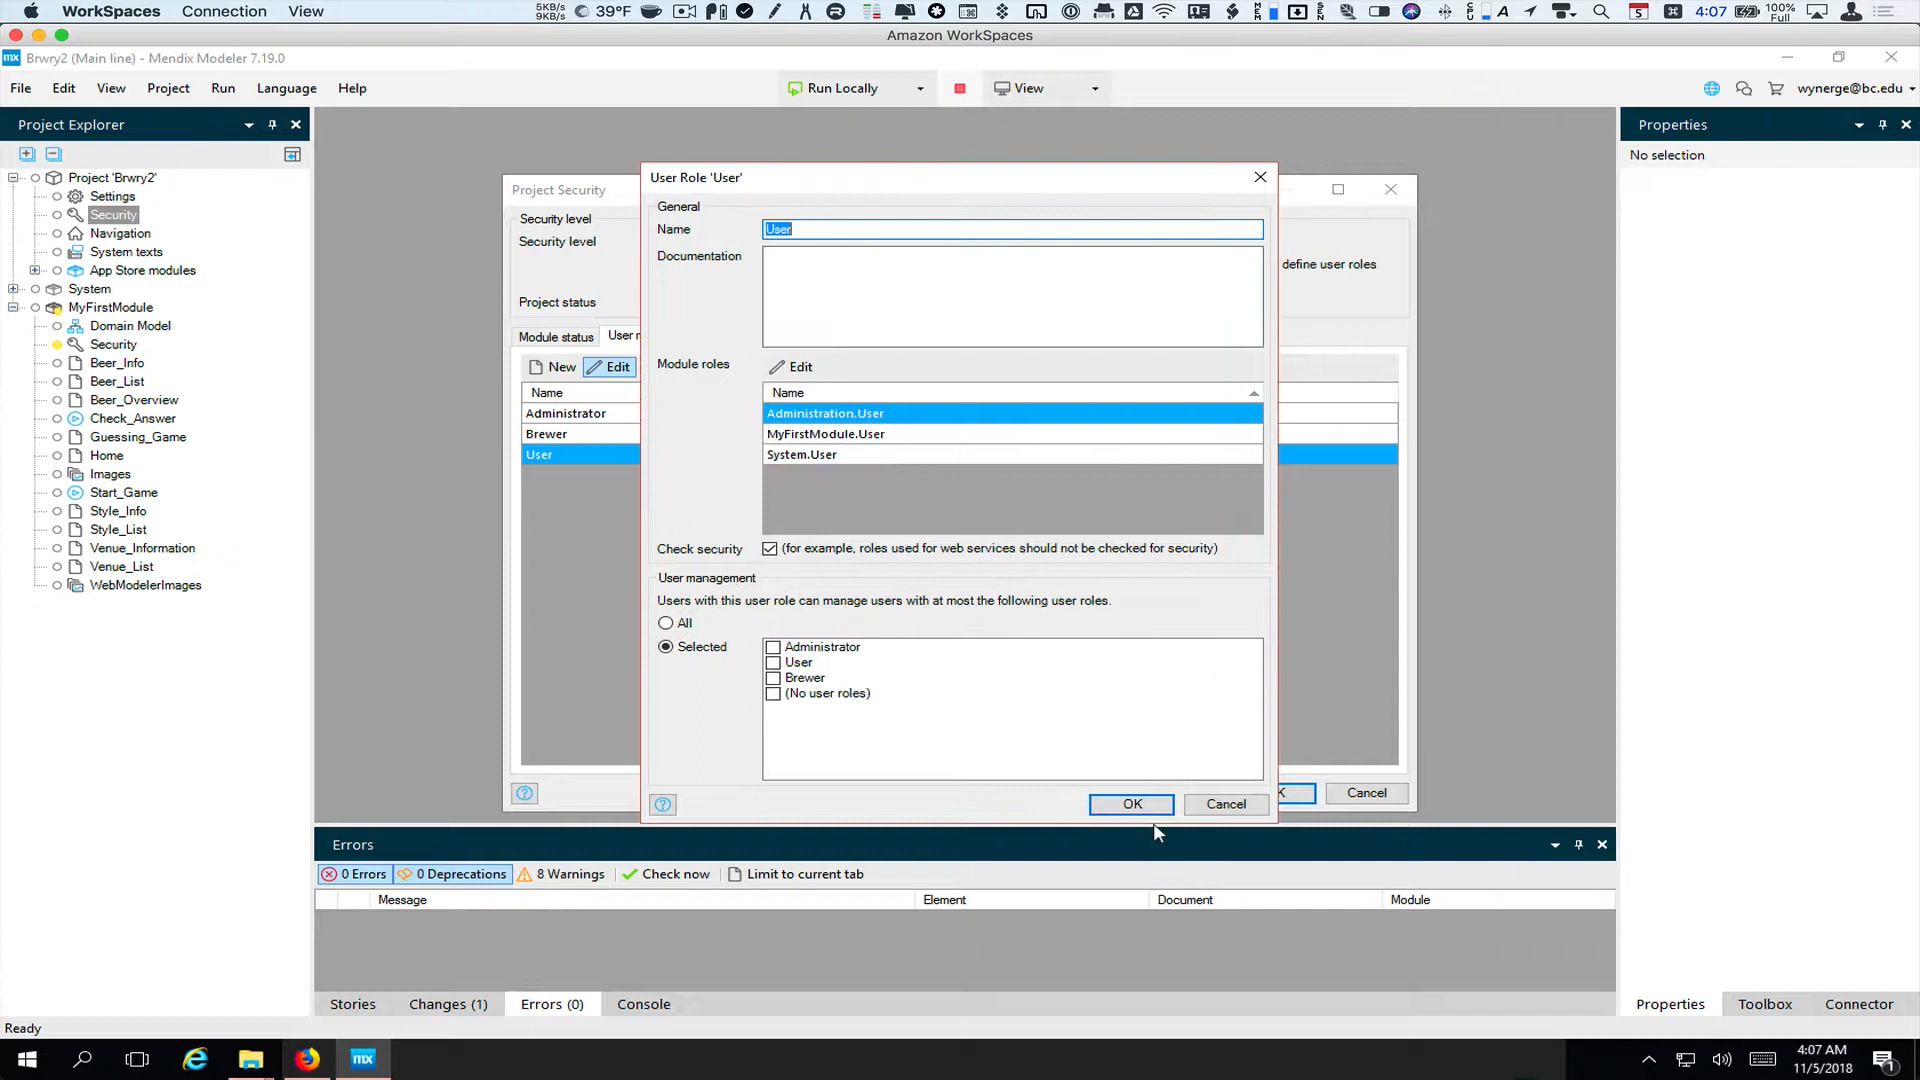 WorkSpaces Connection View
5KB/s
9KB/s
39°F
4:07
100%
Full
Amazon WorkSpaces
mx Brwry2 (Main line) - Mendix Modeler 7.19.0
File Edit View Project Run Language Help
Run Locally
View
wynerge@bc.edu
Project Explorer
Project 'Brwry2'
Settings
Security
Navigation
System texts
App Store modules
System
MyFirstModule
Domain Model
Security
Beer_Info
Beer_List
Beer_Overview
Check_Answer
Guessing_Game
Home
Images
Start_Game
Style_Info
Style_List
Venue_Information
Venue_List
WebModelerImages
Project Security
Security level
Security level
define user roles
Project status
Module status User r
New Edit
Name
Administrator
Brewer
User
K
Cancel
User Role 'User'
General
Name
User
Documentation
Module roles
Edit
Name
Administration.User
MyFirstModule.User
System.User
Check security
(for example, roles used for web services should not be checked for security)
User management
Users with this user role can manage users with at most the following user roles.
All
Selected
Administrator
User
Brewer
(No user roles)
OK
Cancel
Properties
No selection
Errors
0 Errors 0 Deprecations 8 Warnings Check now Limit to current tab
Message Element Document Module
Stories Changes (1) Errors (0) Console
Properties Toolbox Connector
Ready
mx
4:07 AM
11/5/2018
1